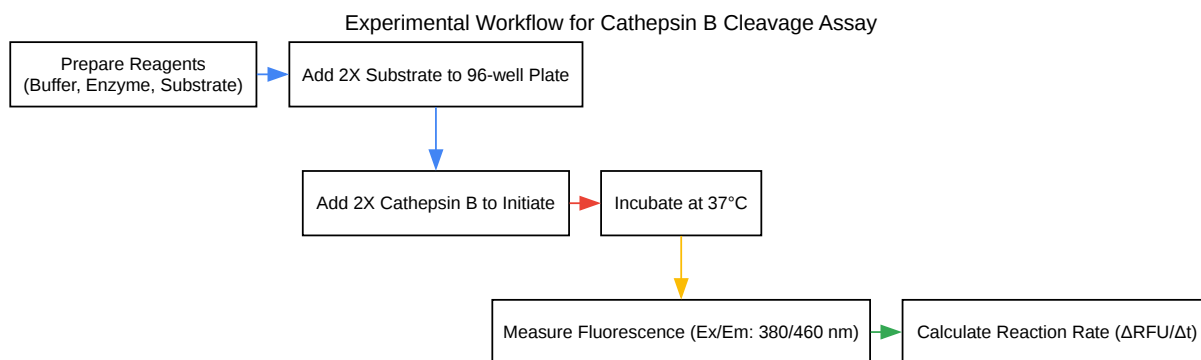 Experimental Workflow for Cathepsin B Cleavage Assay
Prepare Reagents
(Buffer, Enzyme, Substrate)
Add 2X Substrate to 96-well Plate
Add 2X Cathepsin B to Initiate
Incubate at 37°C
Measure Fluorescence (Ex/Em: 380/460 nm)
Calculate Reaction Rate (ΔRFU/Δt)